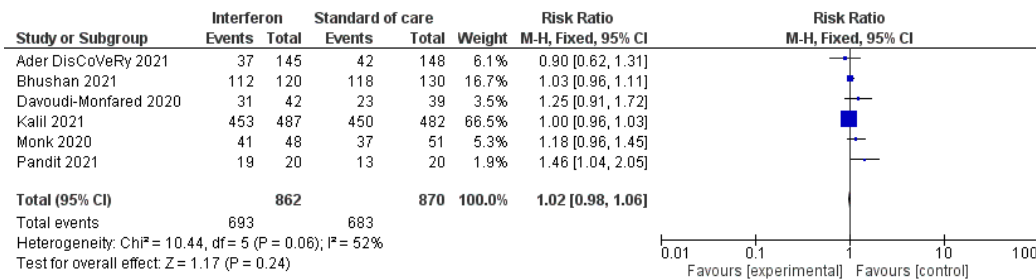 Interferon Standard of care Risk Ratio Risk Ratio
Study or Subgroup Events Total Events Total Weight M-H, Fixed, 95% CI M-H, Fixed, 95% CI
Ader DisCoVeRy 2021 37 145 42 148 6.1% 0.90 [0.62, 1.31]
Bhushan 2021 112 120 118 130 16.7% 1.03 [0.96, 1.11]
Davoudi-Monfared 2020 31 42 23 39 3.5% 1.25 [0.91, 1.72]
Kalil 2021 453 487 450 482 66.5% 1.00 [0.96, 1.03]
Monk 2020 41 48 37 51 5.3% 1.18 [0.96, 1.45]
Pandit 2021 19 20 13 20 1.9% 1.46 [1.04, 2.05]
Total (95% CI) 862 870 100.0% 1.02 [0.98, 1.06]
Total events 693 683
Heterogeneity: Chi² = 10.44, df = 5 (P = 0.06); I² = 52%
Test for overall effect: Z = 1.17 (P = 0.24)
0.01 0.1 1 10 100
Favours [experimental] Favours [control]